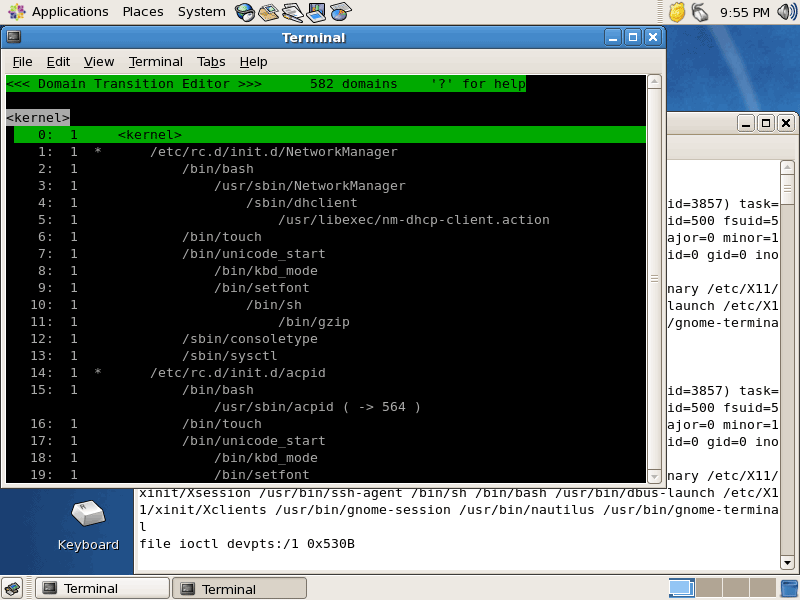 Applications Places System 9:55 PM
Terminal
File Edit View Terminal Tabs Help
<<< Domain Transition Editor >>>      582 domains    '?' for help
<kernel>
0:  1     <kernel>
1:  1  *      /etc/rc.d/init.d/NetworkManager
2:  1             /bin/bash
3:  1                 /usr/sbin/NetworkManager
4:  1                     /sbin/dhclient
5:  1                         /usr/libexec/nm-dhcp-client.action
6:  1             /bin/touch
7:  1             /bin/unicode_start
8:  1                 /bin/kbd_mode
9:  1                 /bin/setfont
10:  1                     /bin/sh
11:  1                         /bin/gzip
12:  1             /sbin/consoletype
13:  1             /sbin/sysctl
14:  1  *      /etc/rc.d/init.d/acpid
15:  1             /bin/bash
/usr/sbin/acpid ( -> 564 )
16:  1             /bin/touch
17:  1             /bin/unicode_start
18:  1                 /bin/kbd_mode
19:  1                 /bin/setfont
id=3857) task=
id=500 fsuid=5
ajor=0 minor=1
id=0 gid=0 ino
nary /etc/X11/
launch /etc/X1
/gnome-termina
id=3857) task=
id=500 fsuid=5
ajor=0 minor=1
id=0 gid=0 ino
nary /etc/X11/
xinit/Xsession /usr/bin/ssh-agent /bin/sh /bin/bash /usr/bin/dbus-launch /etc/X1
1/xinit/Xclients /usr/bin/gnome-session /usr/bin/nautilus /usr/bin/gnome-termina
l
file ioctl devpts:/1 0x530B
Keyboard
Terminal Terminal